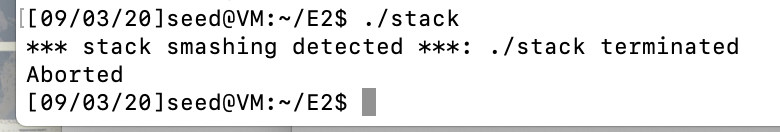 [[09/03/20]seed@VM:~/E2$ ./stack
*** stack smashing detected ***: ./stack terminated
Aborted
[09/03/20]seed@VM:~/E2$